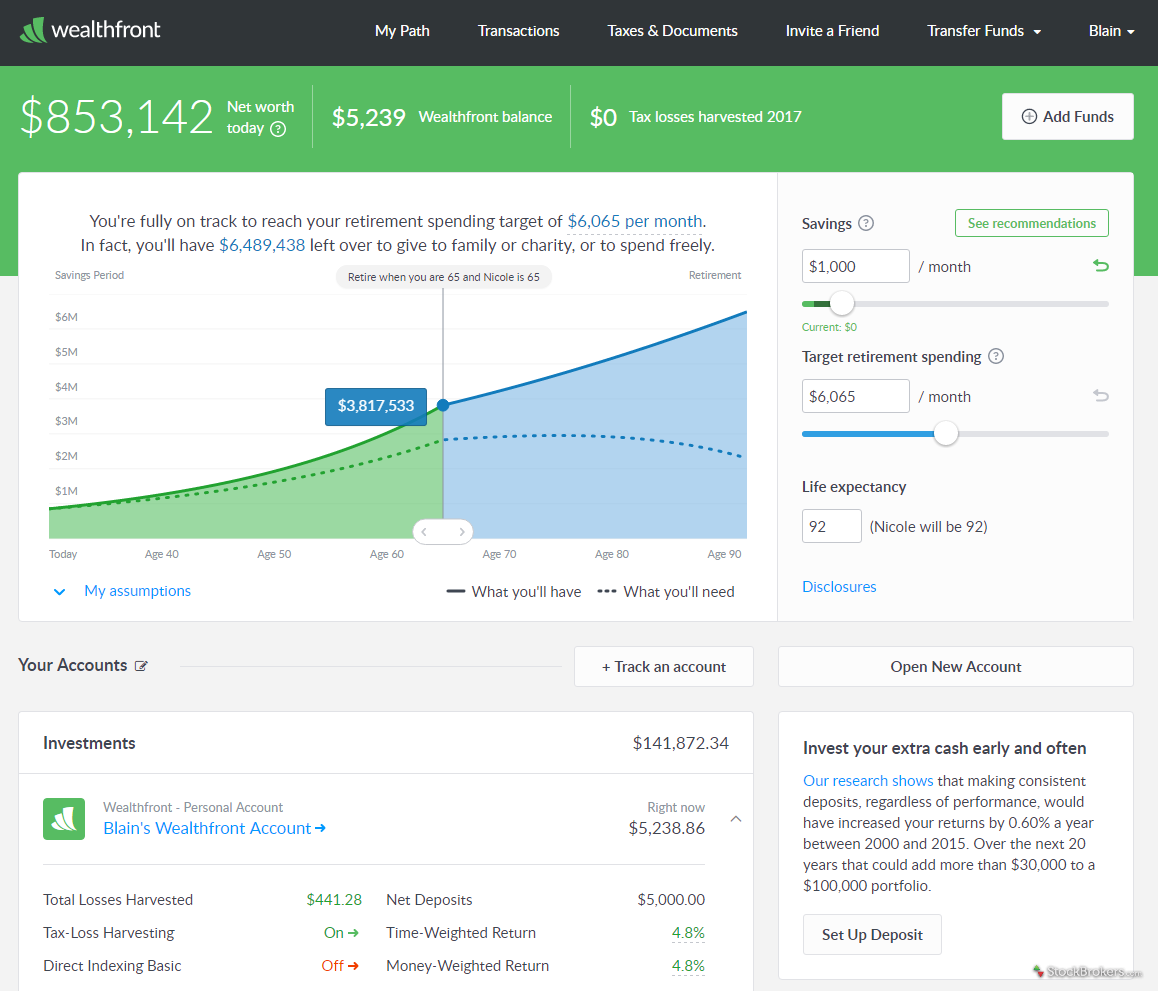 wealthfront
My Path
Transactions
Taxes & Documents
Invite a Friend
Transfer Funds
Blain
$853,142
Net worth
today ?
$5,239 Wealthfront balance
$0 Tax losses harvested 2017
Add Funds
You're fully on track to reach your retirement spending target of $6,065 per month.
In fact, you'll have $6,489,438 left over to give to family or charity, or to spend freely.
Savings Period
Retire when you are 65 and Nicole is 65
Retirement
$6M
$5M
$4M
$3M
$2M
$1M
$3,817,533
Today
Age 40
Age 50
Age 60
Age 70
Age 80
Age 90
My assumptions
What you'll have
What you'll need
Savings ?
See recommendations
$1,000 / month
Current: $0
Target retirement spending ?
$6,065 / month
Life expectancy
92 (Nicole will be 92)
Disclosures
Your Accounts
+ Track an account
Open New Account
Investments
$141,872.34
Wealthfront - Personal Account
Blain's Wealthfront Account
Right now
$5,238.86
Total Losses Harvested $441.28
Net Deposits $5,000.00
Tax-Loss Harvesting On
Time-Weighted Return 4.8%
Direct Indexing Basic Off
Money-Weighted Return 4.8%
Invest your extra cash early and often
Our research shows that making consistent
deposits, regardless of performance, would
have increased your returns by 0.60% a year
between 2000 and 2015. Over the next 20
years that could add more than $30,000 to a
$100,000 portfolio.
Set Up Deposit
StockBrokers.com